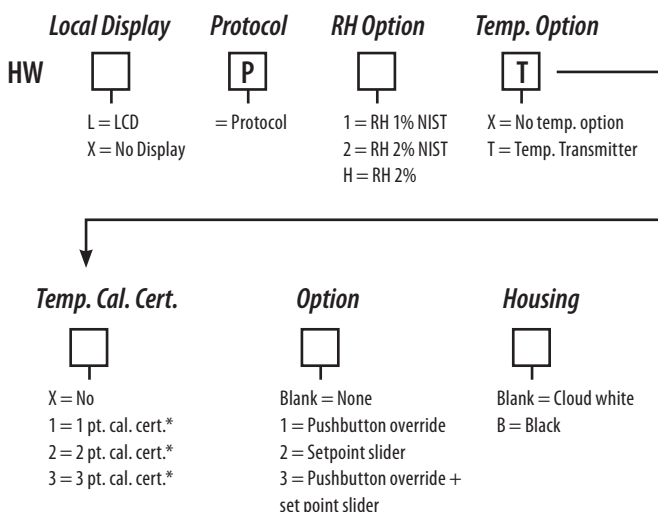 Local Display Protocol RH Option Temp. Option
HW P T
L = LCD = Protocol 1 = RH 1% NIST X = No temp. option
X = No Display 2 = RH 2% NIST T = Temp. Transmitter
H = RH 2%
Temp. Cal. Cert. Option Housing
X = No Blank = None Blank = Cloud white
1 = 1 pt. cal. cert.* 1 = Pushbutton override B = Black
2 = 2 pt. cal. cert.* 2 = Setpoint slider
3 = 3 pt. cal. cert.* 3 = Pushbutton override +
set point slider